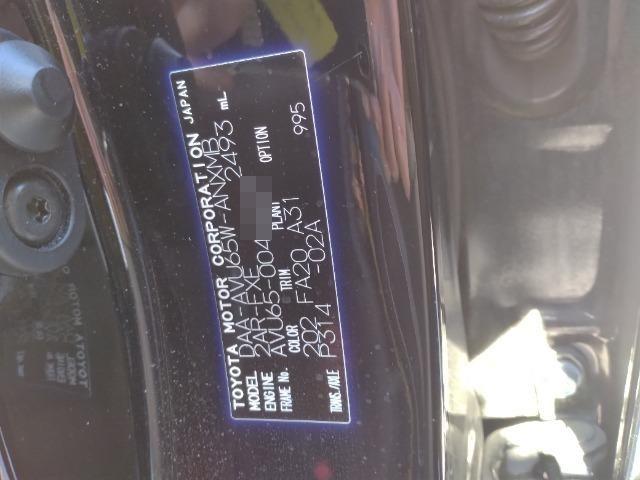 TOYOTA MOTOR CORPORATION JAPAN
MODEL DAA-AVU65W-ANXMB
ENGINE 2AR-FXE 2493 mL
FRAME No. AVU65-004
COLOR TRIM PLANT OPTION
202 FA20 A31 995
TRANS./AXLE P314 -02A